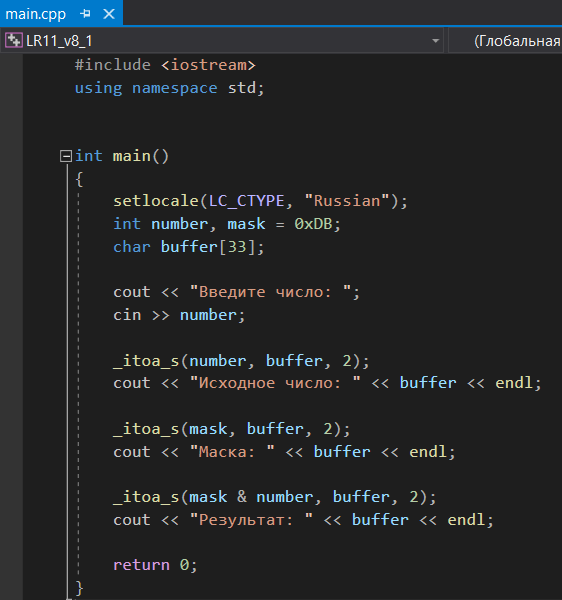 main.cpp
LR11_v8_1 (Глобальная
#include <iostream>
using namespace std;
int main()
{
setlocale(LC_CTYPE, "Russian");
int number, mask = 0xDB;
char buffer[33];
cout << "Введите число: ";
cin >> number;
_itoa_s(number, buffer, 2);
cout << "Исходное число: " << buffer << endl;
_itoa_s(mask, buffer, 2);
cout << "Маска: " << buffer << endl;
_itoa_s(mask & number, buffer, 2);
cout << "Результат: " << buffer << endl;
return 0;
}